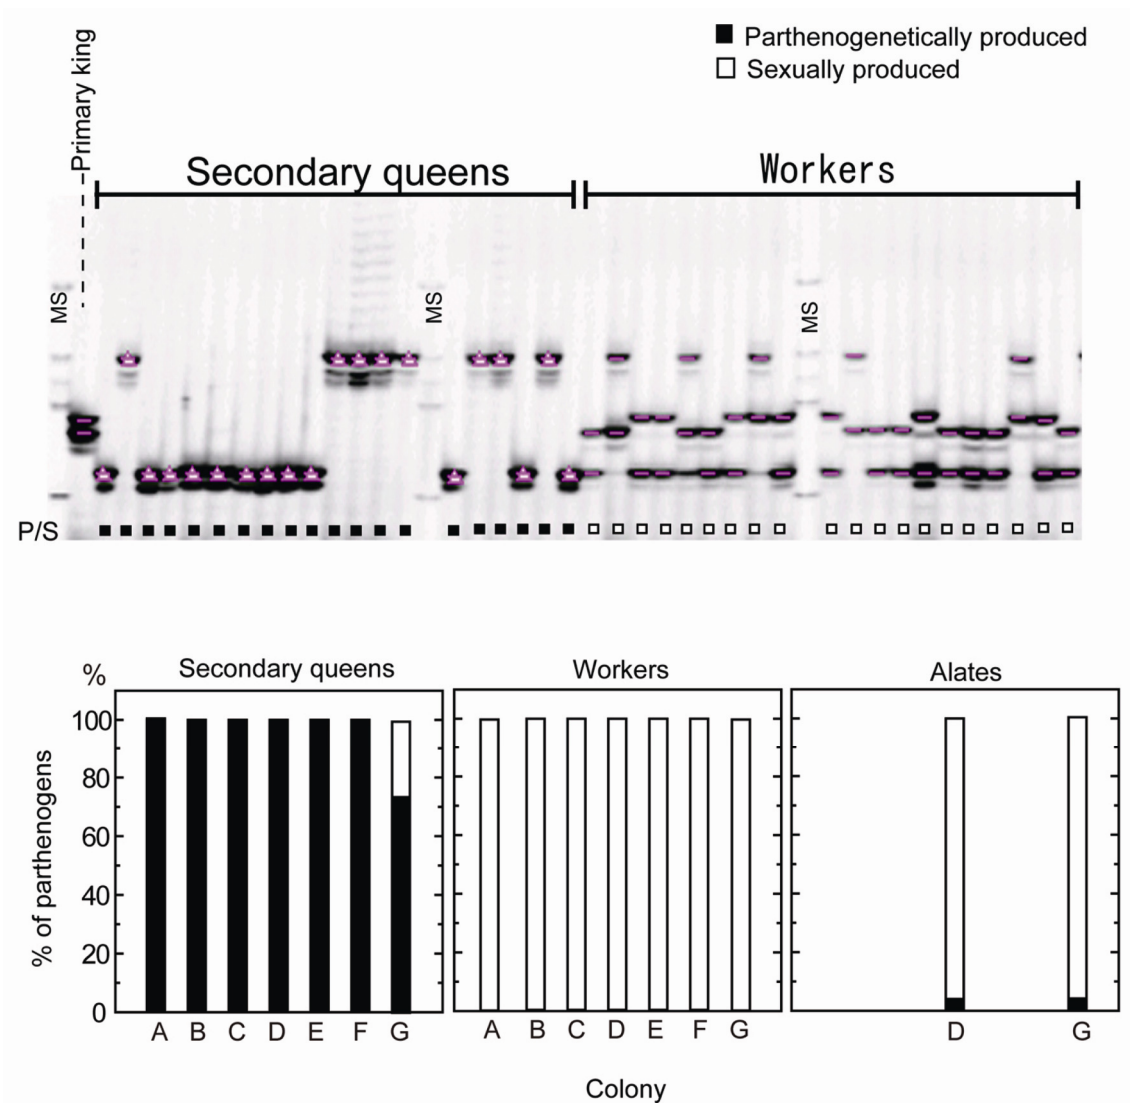 Parthenogenetically produced
Sexually produced
Primary king
Secondary queens
Workers
MS
MS
MS
P/S
%
Secondary queens
Workers
Alates
100
80
60
40
20
0
% of parthenogens
A B C D E F G
A B C D E F G
D G
Colony